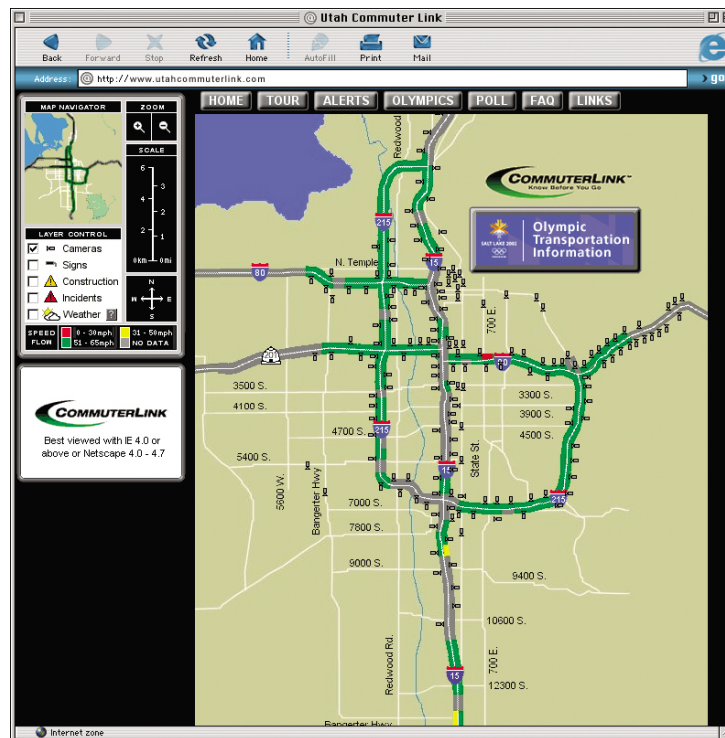 Utah Commuter Link
Back Forward Stop Refresh Home AutoFill Print Mail
Address: http://www.utahcommuterlink.com go
HOME TOUR ALERTS OLYMPICS POLL FAQ LINKS
MAP NAVIGATOR
ZOOM
SCALE
6
3
4
2
2
1
0km 0mi
N
W E
S
LAYER CONTROL
Cameras
Signs
Construction
Incidents
Weather ?
SPEED FLOW
0 - 30mph
31 - 50mph
51 - 65mph
NO DATA
COMMUTERLINK
Best viewed with IE 4.0 or
above or Netscape 4.0 - 4.7
COMMUTERLINK™
Know Before You Go
SALT LAKE 2002
Olympic
Transportation
Information
Redwood
215
15
N. Temple
80
700 E.
201
80
3500 S.
3300 S.
4100 S.
3900 S.
4700 S.
215
4500 S.
5400 S.
State St.
15
5600 W.
Bangerter Hwy
7000 S.
215
7800 S.
9000 S.
9400 S.
10600 S.
Redwood Rd.
700 E.
15
12300 S.
Bangerter Hwy
Internet zone